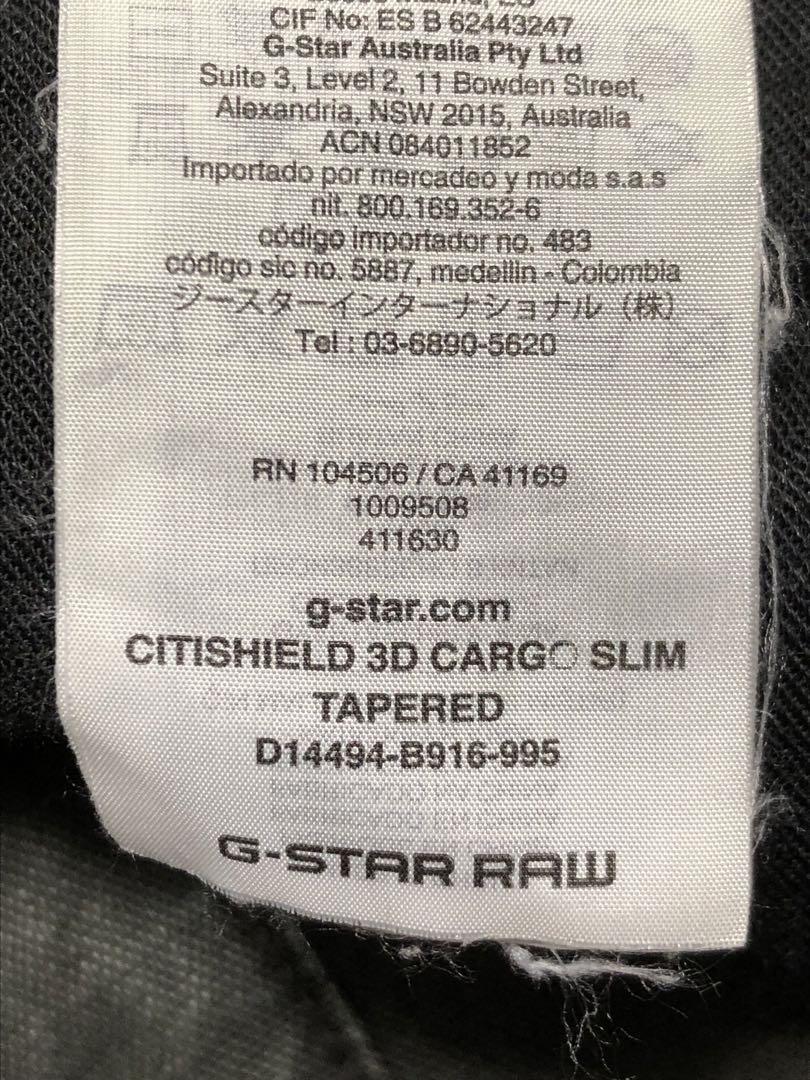 CIF No: ES B 62443247
G-Star Australia Pty Ltd
Suite 3, Level 2, 11 Bowden Street,
Alexandria, NSW 2015, Australia
ACN 084011852
Importado por mercadeo y moda s.a.s
nit. 800.169.352-6
código importador no. 483
código sic no. 5887, medellin - Colombia
ジースターインターナショナル（株）
Tel : 03-6890-5620
RN 104506 / CA 41169
1009508
411630
g-star.com
CITISHIELD 3D CARGO SLIM
TAPERED
D14494-B916-995
G-STAR RAW